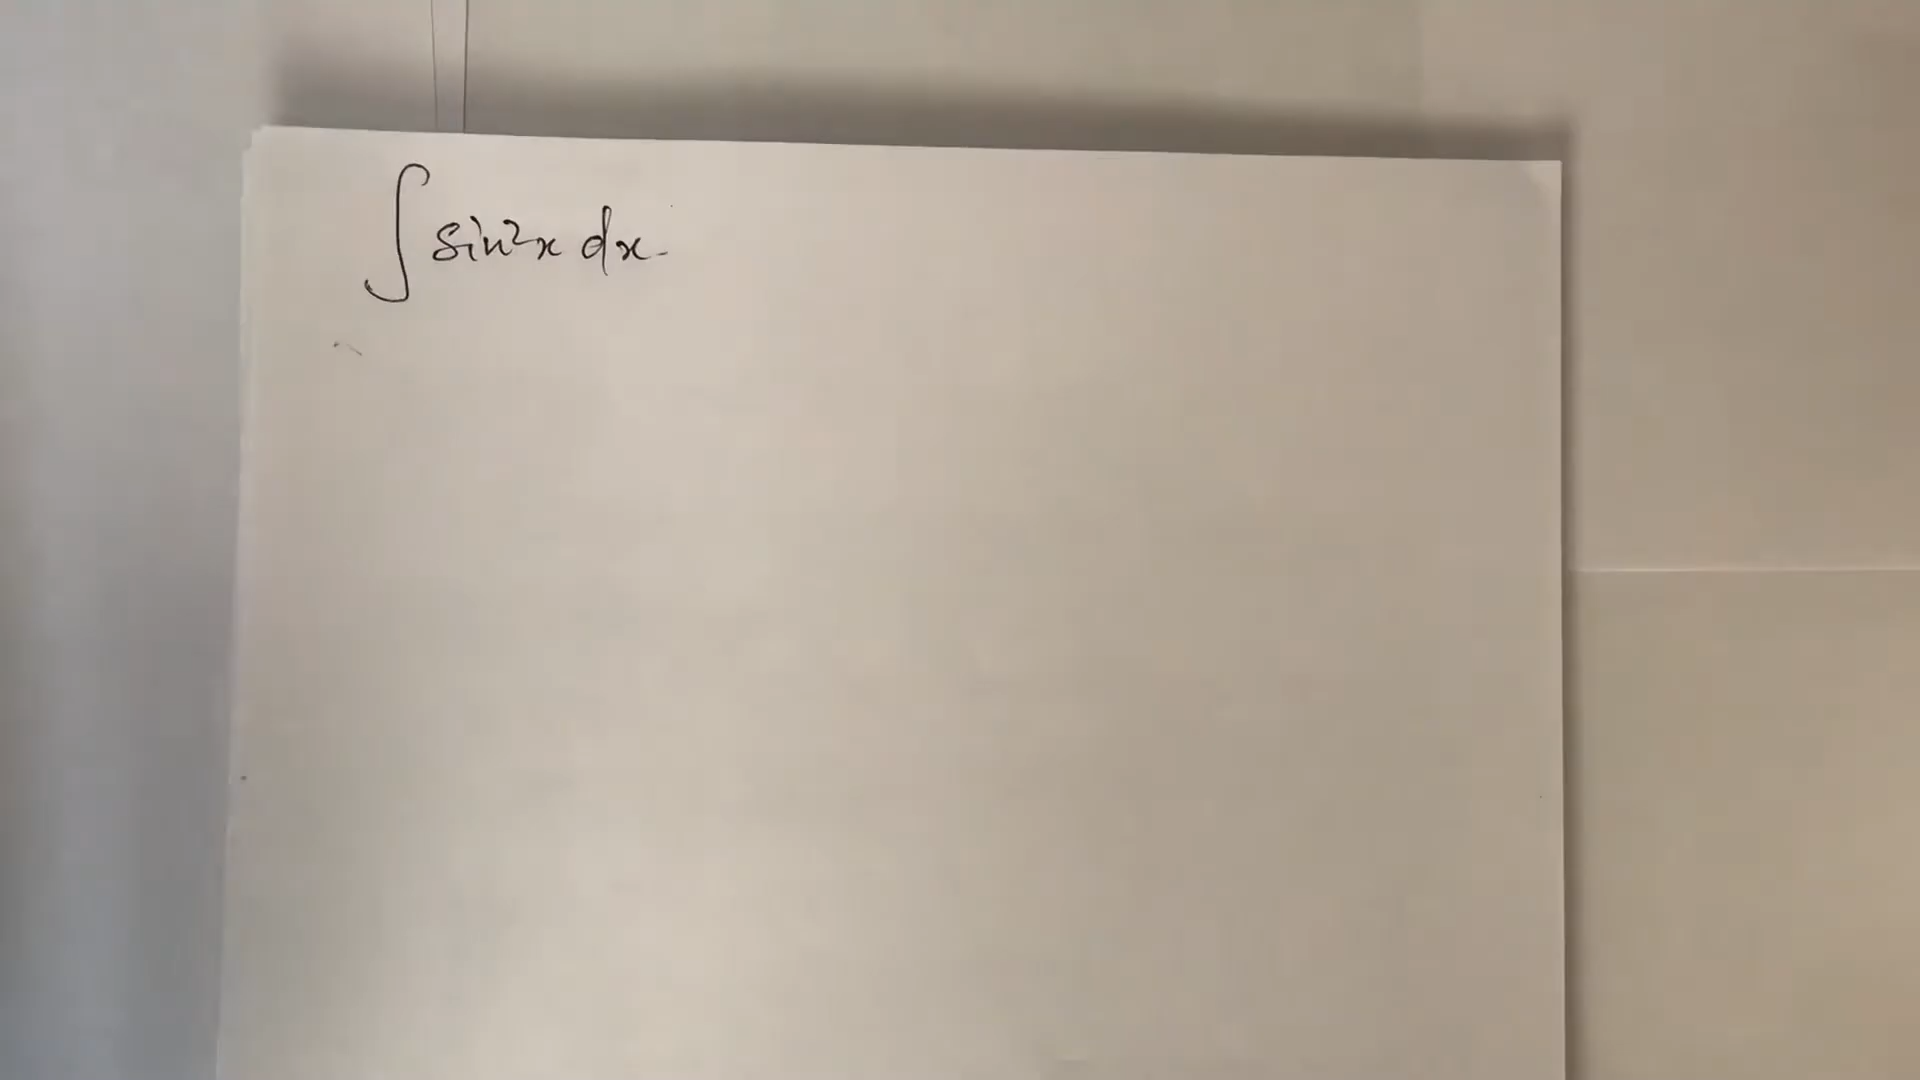 ∫ sin²x dx.